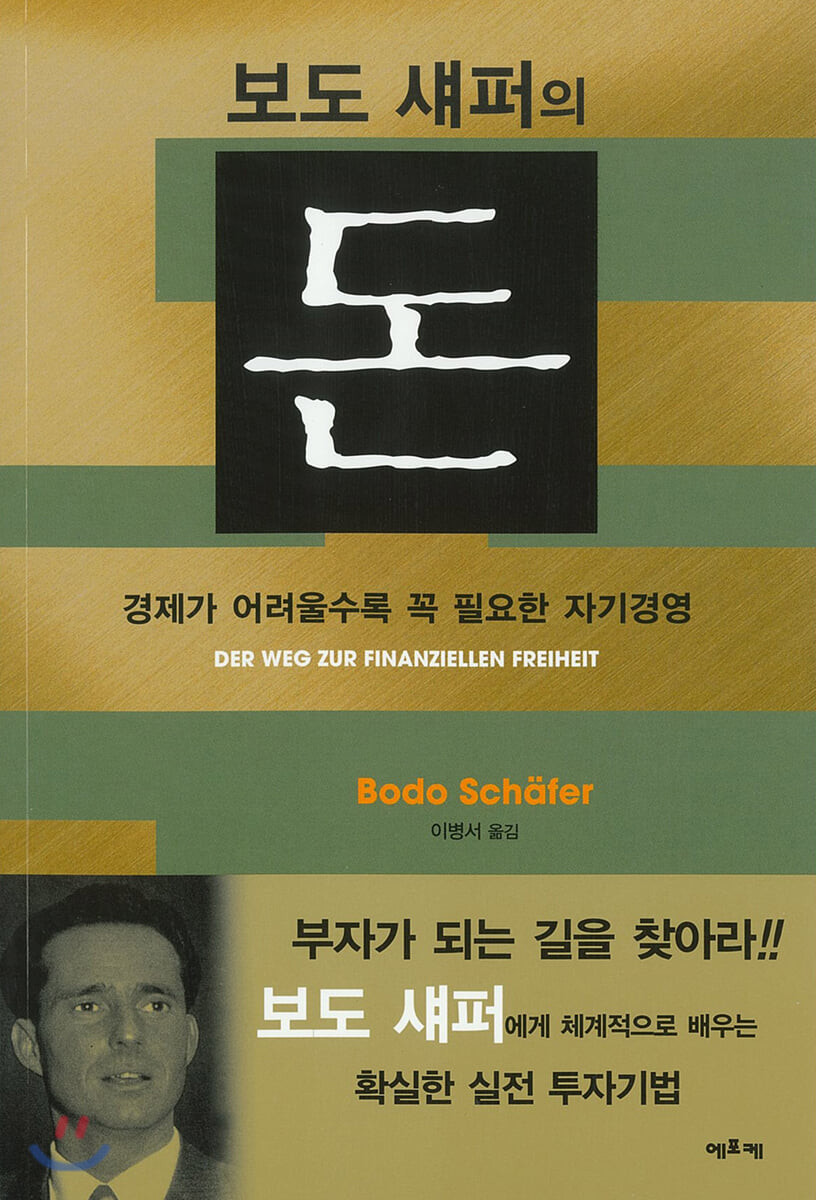 보도 섀퍼의
돈
경제가 어려울수록 꼭 필요한 자기경영
DER WEG ZUR FINANZIELLEN FREIHEIT
Bodo Schäfer
이병서 옮김
부자가 되는 길을 찾아라!!
보도 섀퍼에게 체계적으로 배우는
확실한 실전 투자기법
에포케